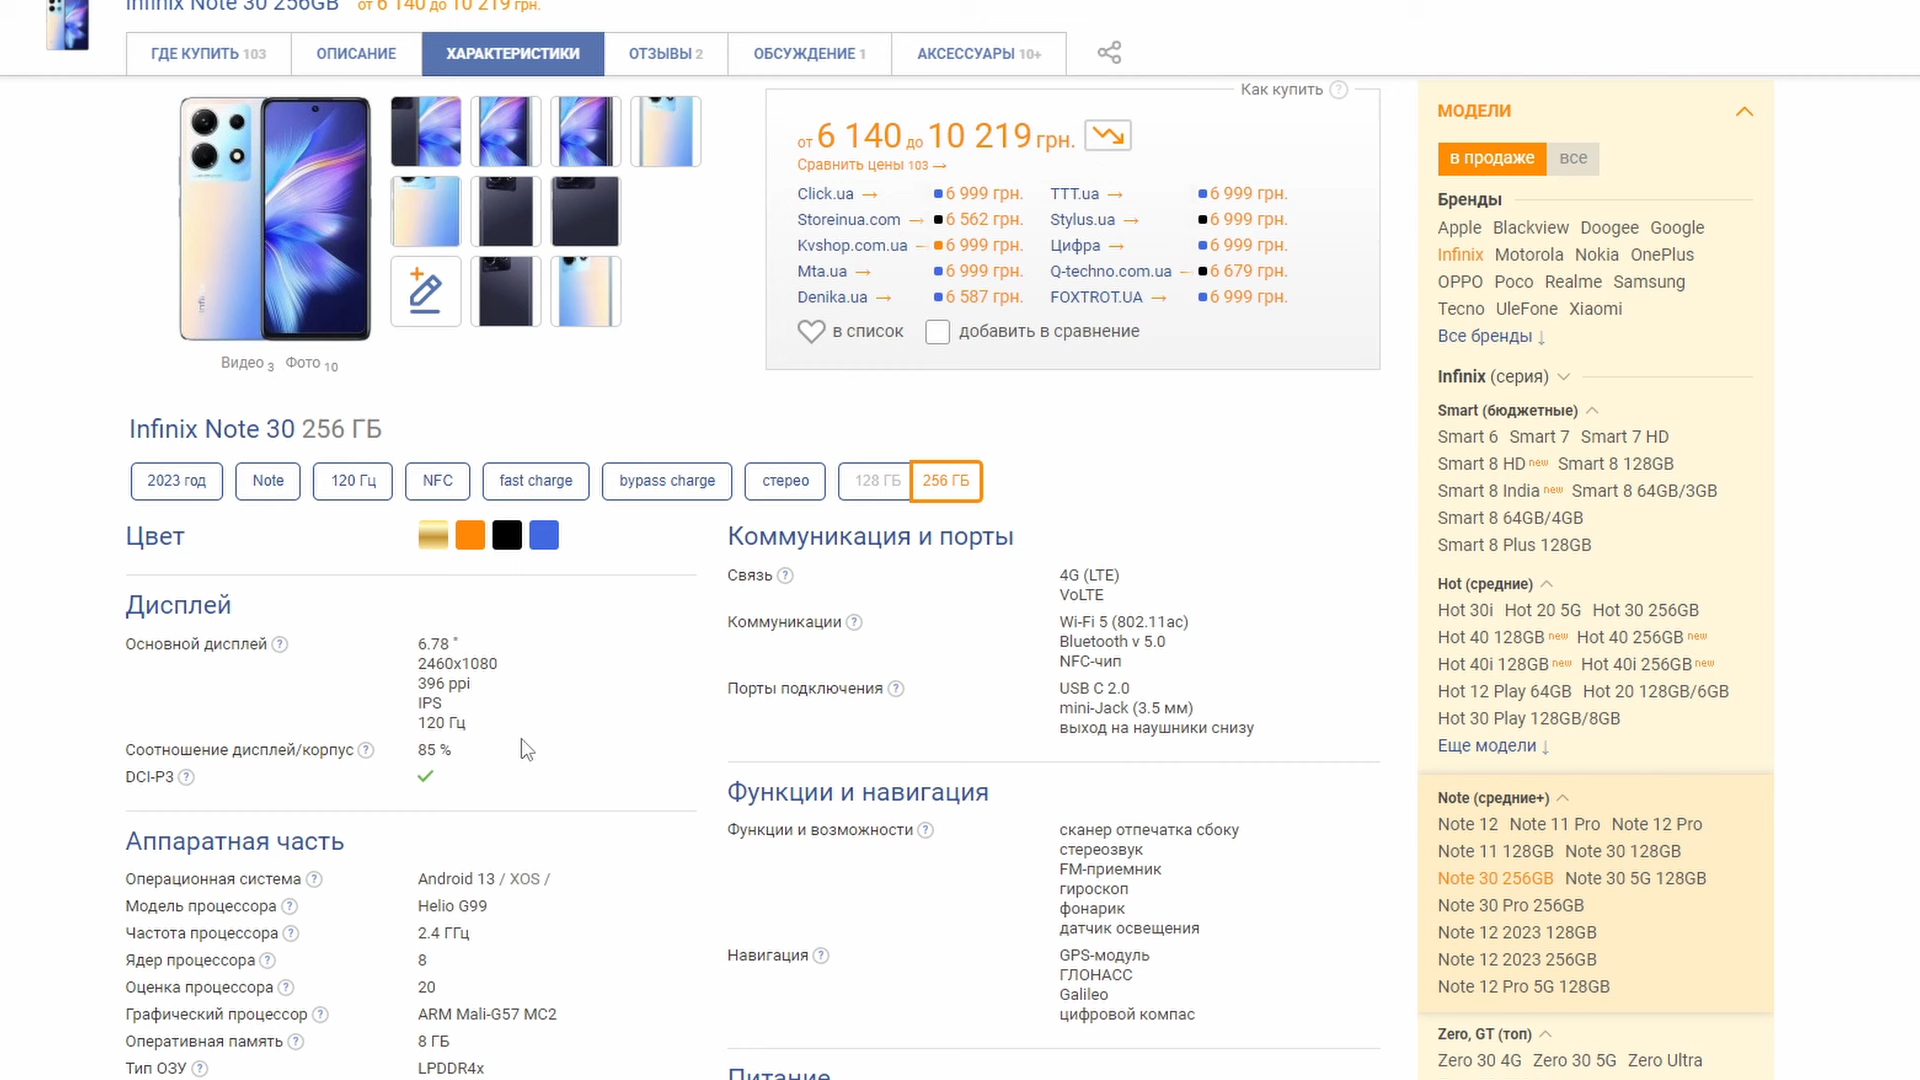 Infinix Note 30 256GB от 6 140 до 10 219 грн.
ГДЕ КУПИТЬ 103
ОПИСАНИЕ
ХАРАКТЕРИСТИКИ
ОТЗЫВЫ 2
ОБСУЖДЕНИЕ 1
АКСЕССУАРЫ 10+
Видео 3 Фото 10
Как купить ?
от 6 140 до 10 219 грн.
Сравнить цены 103 →
Click.ua → 6 999 грн. TTT.ua → 6 999 грн.
Storeinua.com → 6 562 грн. Stylus.ua → 6 999 грн.
Kvshop.com.ua → 6 999 грн. Цифра → 6 999 грн.
Mta.ua → 6 999 грн. Q-techno.com.ua → 6 679 грн.
Denika.ua → 6 587 грн. FOXTROT.UA → 6 999 грн.
в список добавить в сравнение
Infinix Note 30 256 ГБ
2023 год
Note
120 Гц
NFC
fast charge
bypass charge
стерео
128 ГБ
256 ГБ
Цвет
Дисплей
Основной дисплей ? 6.78 "
2460x1080
396 ppi
IPS
120 Гц
Соотношение дисплей/корпус ? 85 %
DCI-P3 ?
Аппаратная часть
Операционная система ? Android 13 / XOS /
Модель процессора ? Helio G99
Частота процессора ? 2.4 ГГц
Ядер процессора ? 8
Оценка процессора ? 20
Графический процессор ? ARM Mali-G57 MC2
Оперативная память ? 8 ГБ
Тип ОЗУ ? LPDDR4x
Коммуникация и порты
Связь ? 4G (LTE)
VoLTE
Коммуникации ? Wi-Fi 5 (802.11ac)
Bluetooth v 5.0
NFC-чип
Порты подключения ? USB C 2.0
mini-Jack (3.5 мм)
выход на наушники снизу
Функции и навигация
Функции и возможности ? сканер отпечатка сбоку
стереозвук
FM-приемник
гироскоп
фонарик
датчик освещения
Навигация ? GPS-модуль
ГЛОНАСС
Galileo
цифровой компас
Питание
МОДЕЛИ
в продаже все
Бренды
Apple Blackview Doogee Google
Infinix Motorola Nokia OnePlus
OPPO Poco Realme Samsung
Tecno UleFone Xiaomi
Все бренды ↓
Infinix (серия)
Smart (бюджетные)
Smart 6 Smart 7 Smart 7 HD
Smart 8 HD new Smart 8 128GB
Smart 8 India new Smart 8 64GB/3GB
Smart 8 64GB/4GB
Smart 8 Plus 128GB
Hot (средние)
Hot 30i Hot 20 5G Hot 30 256GB
Hot 40 128GB new Hot 40 256GB new
Hot 40i 128GB new Hot 40i 256GB new
Hot 12 Play 64GB Hot 20 128GB/6GB
Hot 30 Play 128GB/8GB
Еще модели ↓
Note (средние+)
Note 12 Note 11 Pro Note 12 Pro
Note 11 128GB Note 30 128GB
Note 30 256GB Note 30 5G 128GB
Note 30 Pro 256GB
Note 12 2023 128GB
Note 12 2023 256GB
Note 12 Pro 5G 128GB
Zero, GT (топ)
Zero 30 4G Zero 30 5G Zero Ultra